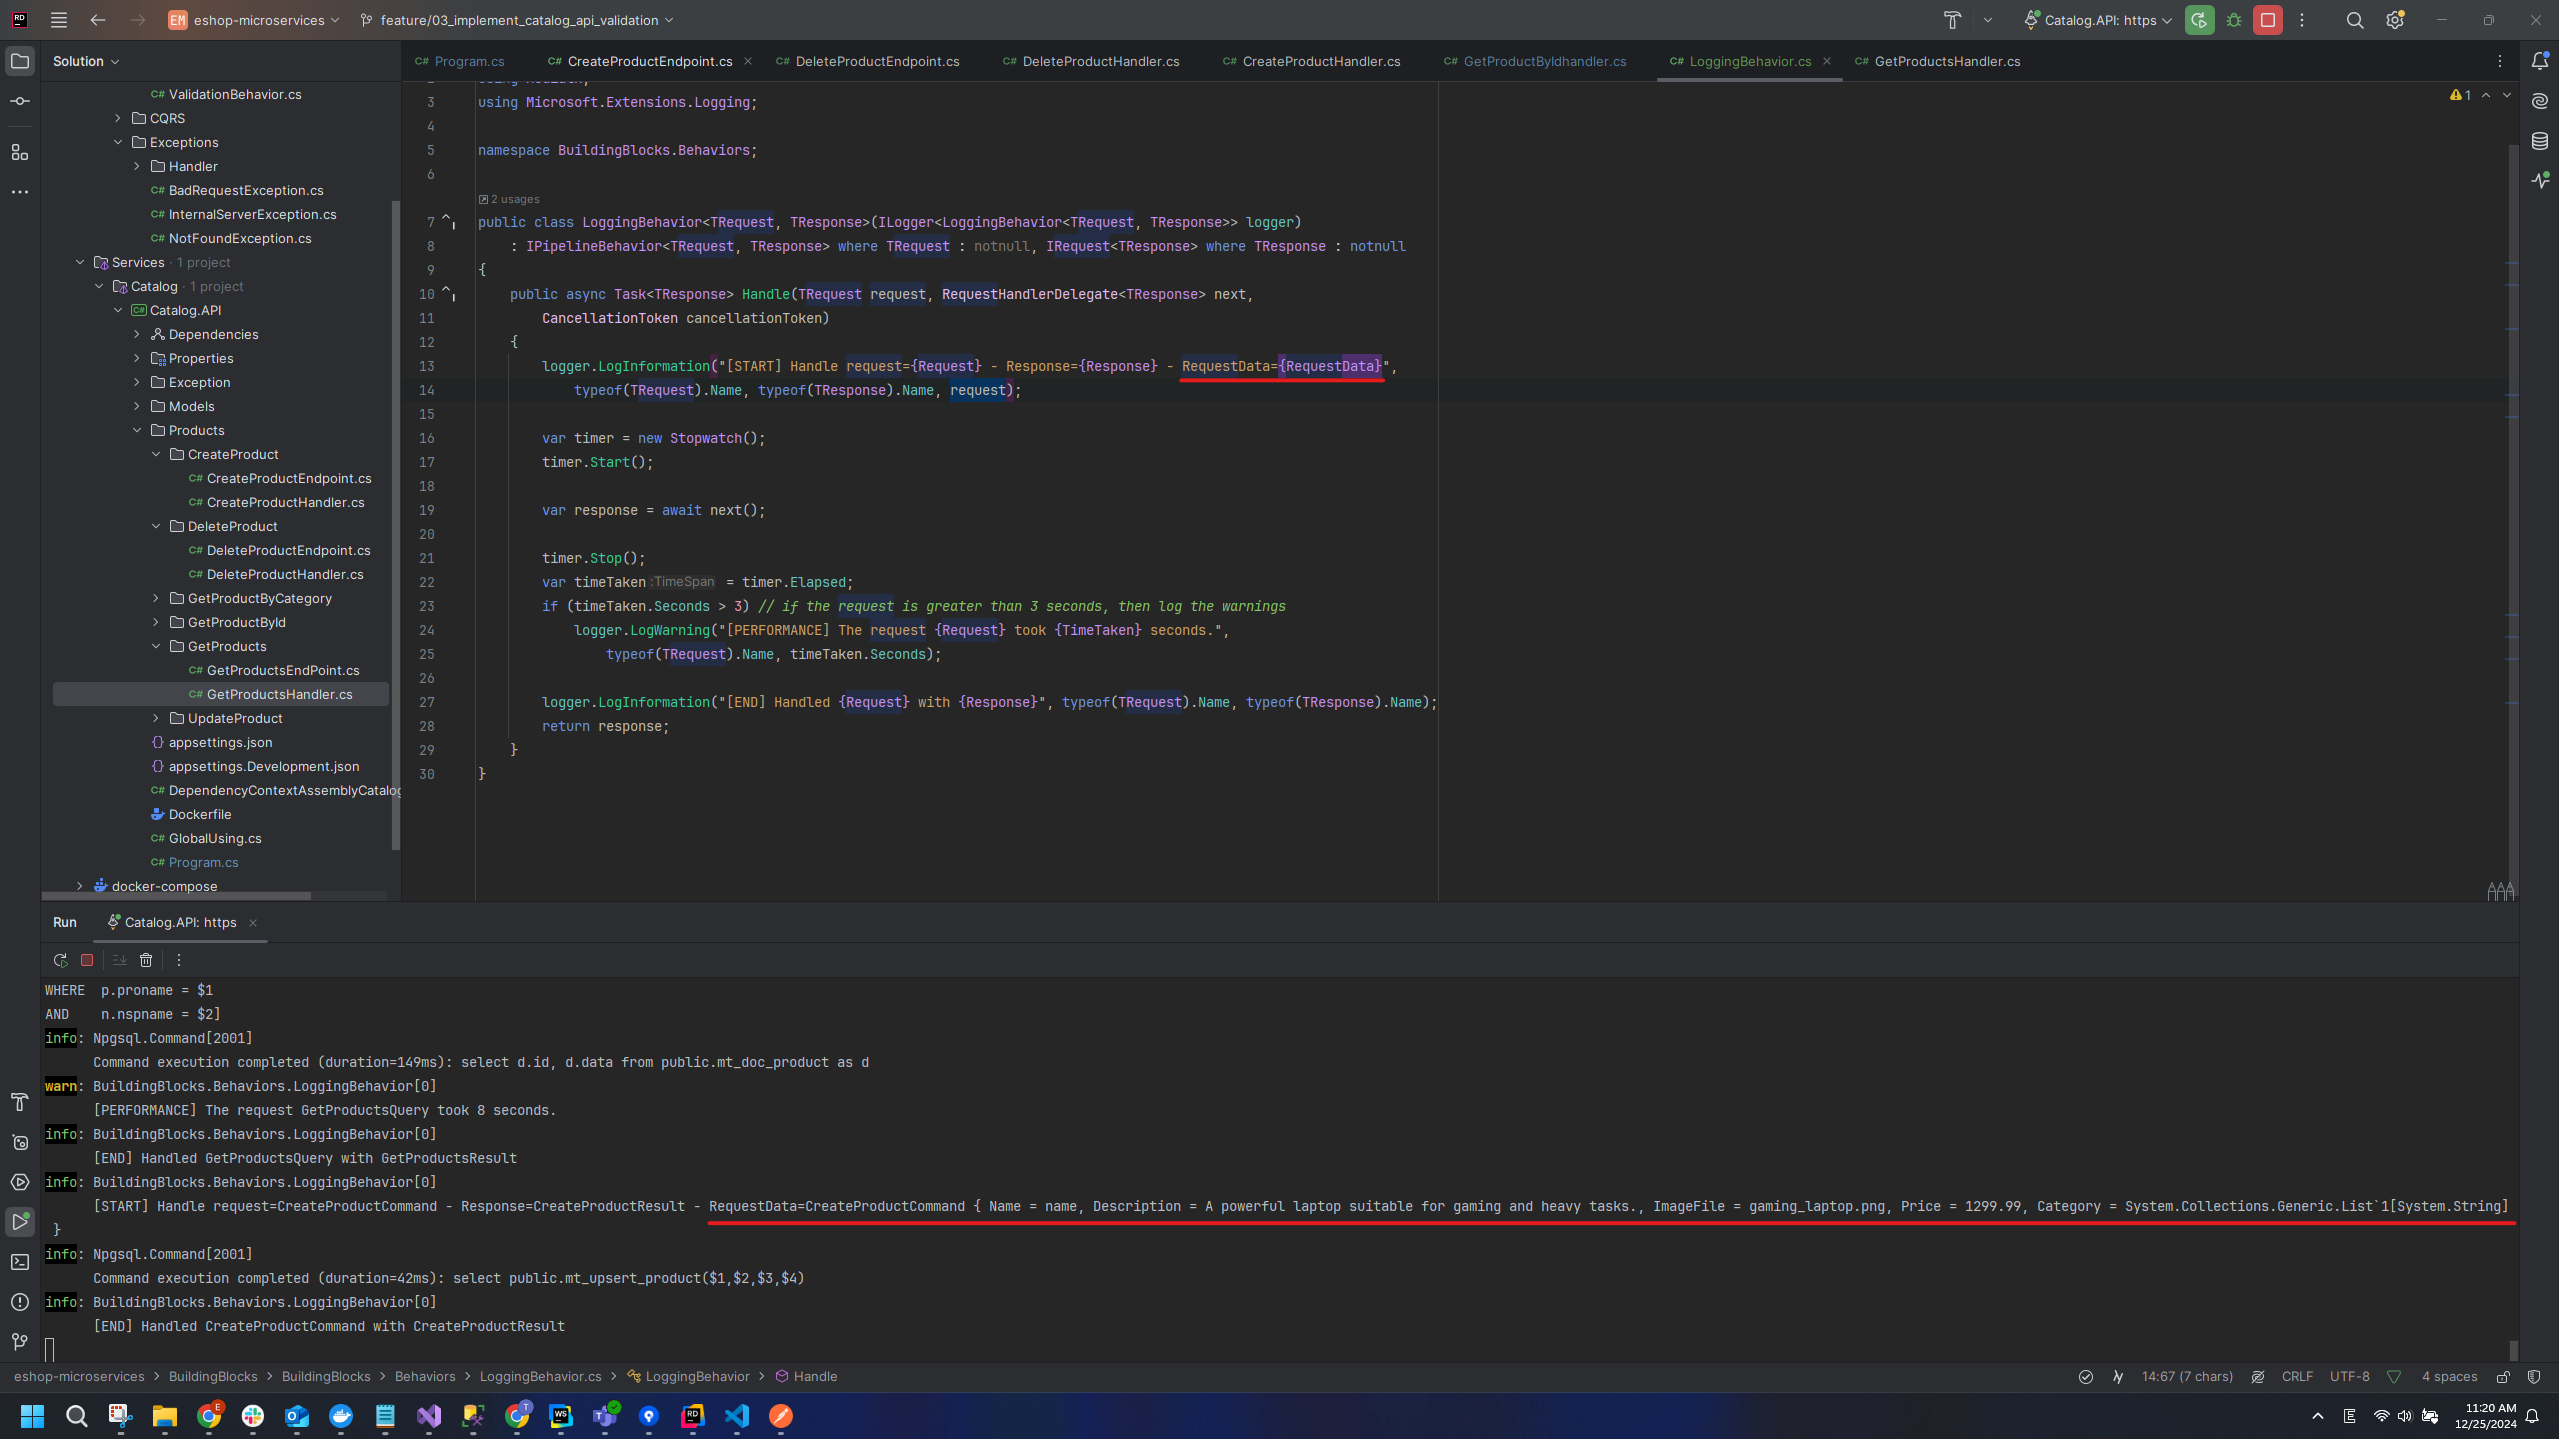 EM eshop-microservices
feature/03_implement_catalog_api_validation
Catalog.API: https
Solution
Program.cs
CreateProductEndpoint.cs
DeleteProductEndpoint.cs
DeleteProductHandler.cs
CreateProductHandler.cs
GetProductByIdhandler.cs
LoggingBehavior.cs
GetProductsHandler.cs
C# ValidationBehavior.cs
CQRS
Exceptions
Handler
C# BadRequestException.cs
C# InternalServerException.cs
C# NotFoundException.cs
Services · 1 project
Catalog · 1 project
C# Catalog.API
Dependencies
Properties
Exception
Models
Products
CreateProduct
C# CreateProductEndpoint.cs
C# CreateProductHandler.cs
DeleteProduct
C# DeleteProductEndpoint.cs
C# DeleteProductHandler.cs
GetProductByCategory
GetProductById
GetProducts
C# GetProductsEndPoint.cs
C# GetProductsHandler.cs
UpdateProduct
{} appsettings.json
{} appsettings.Development.json
C# DependencyContextAssemblyCatalog
Dockerfile
C# GlobalUsing.cs
C# Program.cs
docker-compose
1
3 using Microsoft.Extensions.Logging;
4
5 namespace BuildingBlocks.Behaviors;
6
2 usages
7 public class LoggingBehavior<TRequest, TResponse>(ILogger<LoggingBehavior<TRequest, TResponse>> logger)
8 : IPipelineBehavior<TRequest, TResponse> where TRequest : notnull, IRequest<TResponse> where TResponse : notnull
9 {
10 public async Task<TResponse> Handle(TRequest request, RequestHandlerDelegate<TResponse> next,
11 CancellationToken cancellationToken)
12 {
13 logger.LogInformation("[START] Handle request={Request} - Response={Response} - RequestData={RequestData}",
14 typeof(TRequest).Name, typeof(TResponse).Name, request);
15
16 var timer = new Stopwatch();
17 timer.Start();
18
19 var response = await next();
20
21 timer.Stop();
22 var timeTaken :TimeSpan = timer.Elapsed;
23 if (timeTaken.Seconds > 3) // if the request is greater than 3 seconds, then log the warnings
24 logger.LogWarning("[PERFORMANCE] The request {Request} took {TimeTaken} seconds.",
25 typeof(TRequest).Name, timeTaken.Seconds);
26
27 logger.LogInformation("[END] Handled {Request} with {Response}", typeof(TRequest).Name, typeof(TResponse).Name);
28 return response;
29 }
30 }
Run
Catalog.API: https
WHERE p.proname = $1
AND n.nspname = $2]
info: Npgsql.Command[2001]
Command execution completed (duration=149ms): select d.id, d.data from public.mt_doc_product as d
warn: BuildingBlocks.Behaviors.LoggingBehavior[0]
[PERFORMANCE] The request GetProductsQuery took 8 seconds.
info: BuildingBlocks.Behaviors.LoggingBehavior[0]
[END] Handled GetProductsQuery with GetProductsResult
info: BuildingBlocks.Behaviors.LoggingBehavior[0]
[START] Handle request=CreateProductCommand - Response=CreateProductResult - RequestData=CreateProductCommand { Name = name, Description = A powerful laptop suitable for gaming and heavy tasks., ImageFile = gaming_laptop.png, Price = 1299.99, Category = System.Collections.Generic.List`1[System.String]
}
info: Npgsql.Command[2001]
Command execution completed (duration=42ms): select public.mt_upsert_product($1,$2,$3,$4)
info: BuildingBlocks.Behaviors.LoggingBehavior[0]
[END] Handled CreateProductCommand with CreateProductResult
eshop-microservices > BuildingBlocks > BuildingBlocks > Behaviors > LoggingBehavior.cs > LoggingBehavior > Handle
14:67 (7 chars)
CRLF
UTF-8
4 spaces
11:20 AM
12/25/2024